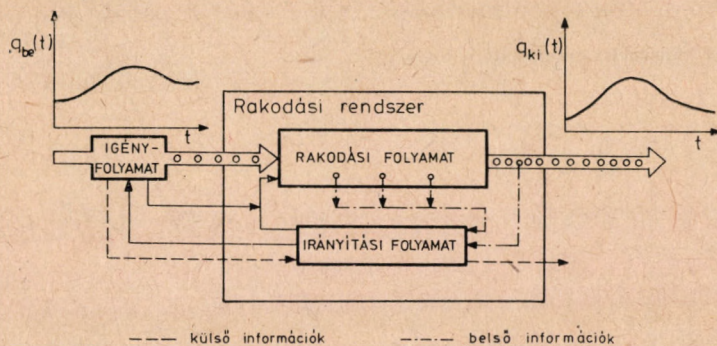 q_be(t)
t
q_ki(t)
t
Rakodási rendszer
IGÉNY-
FOLYAMAT
RAKODÁSI FOLYAMAT
IRÁNYÍTÁSI FOLYAMAT
külső információk
belső információk